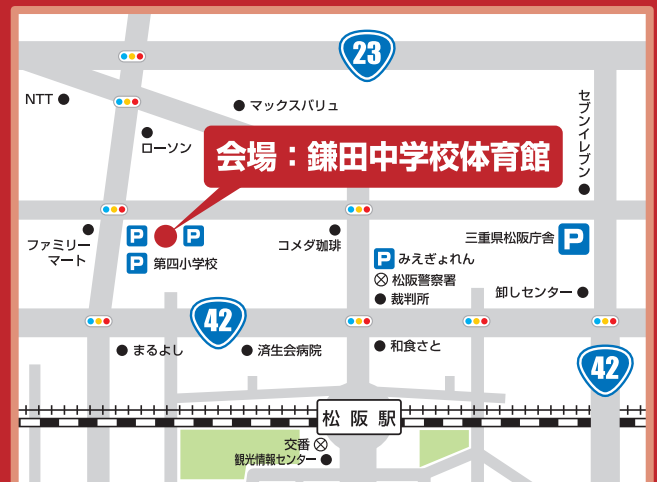 23
NTT
マックスバリュ
セブンイレブン
ローソン
会場：鎌田中学校体育館
ファミリー
マート
P
P
P
第四小学校
コメダ珈琲
三重県松阪庁舎
P
P
みえぎょれん
松阪警察署
裁判所
卸しセンター
42
まるよし
済生会病院
和食さと
42
松阪駅
交番
観光情報センター